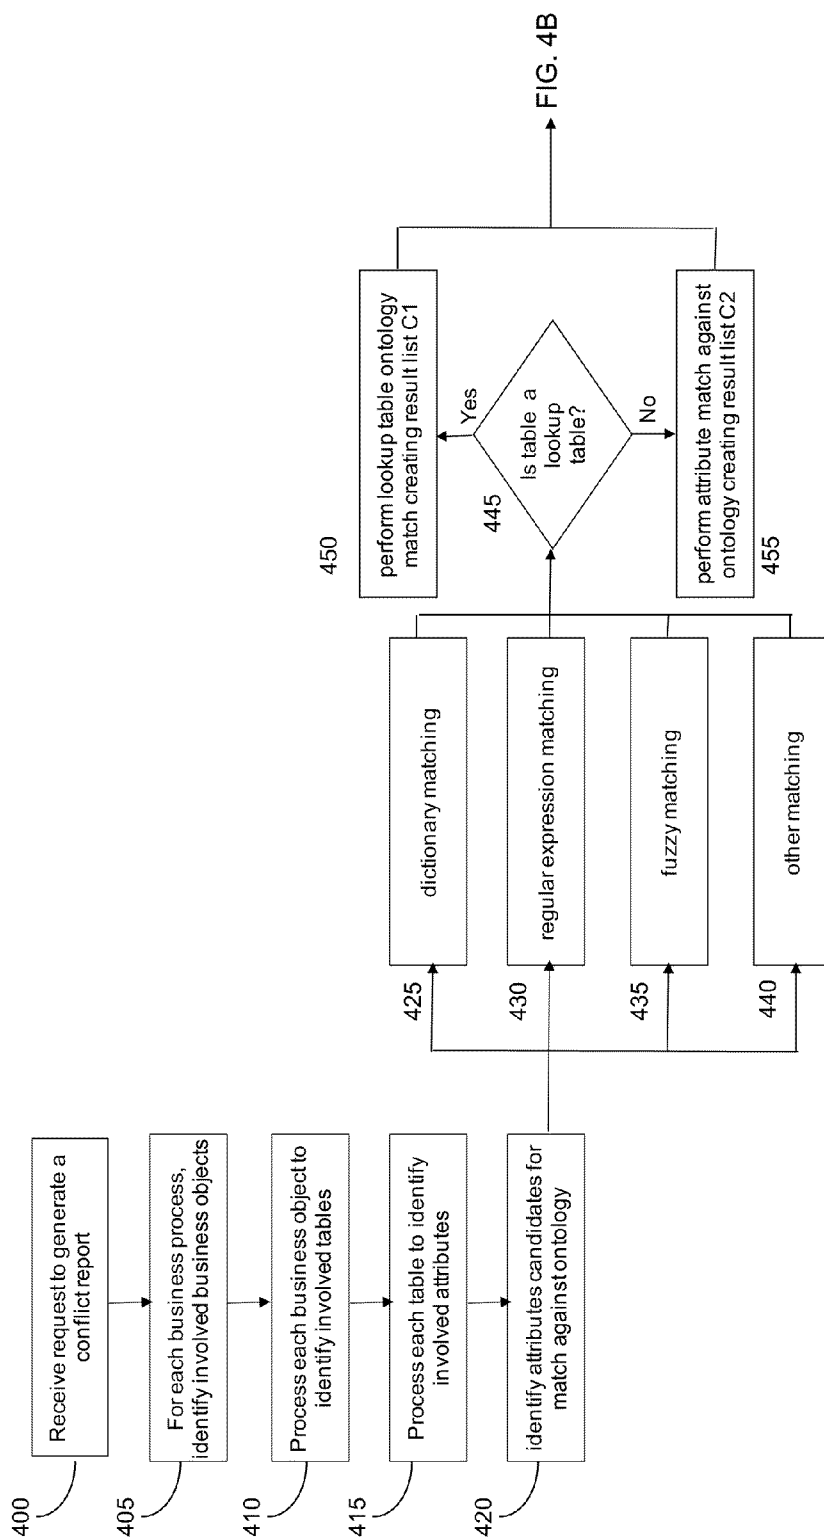 400
Receive request to generate a
conflict report
405
For each business process,
identify involved business objects
410
Process each business object to
identify involved tables
415
Process each table to identify
involved attributes
420
identify attributes candidates for
match against ontology
425
dictionary matching
430
regular expression matching
435
fuzzy matching
440
other matching
445
Is table a
lookup
table?
Yes
No
450
perform lookup table ontology
match creating result list C1
455
perform attribute match against
ontology creating result list C2
FIG. 4B